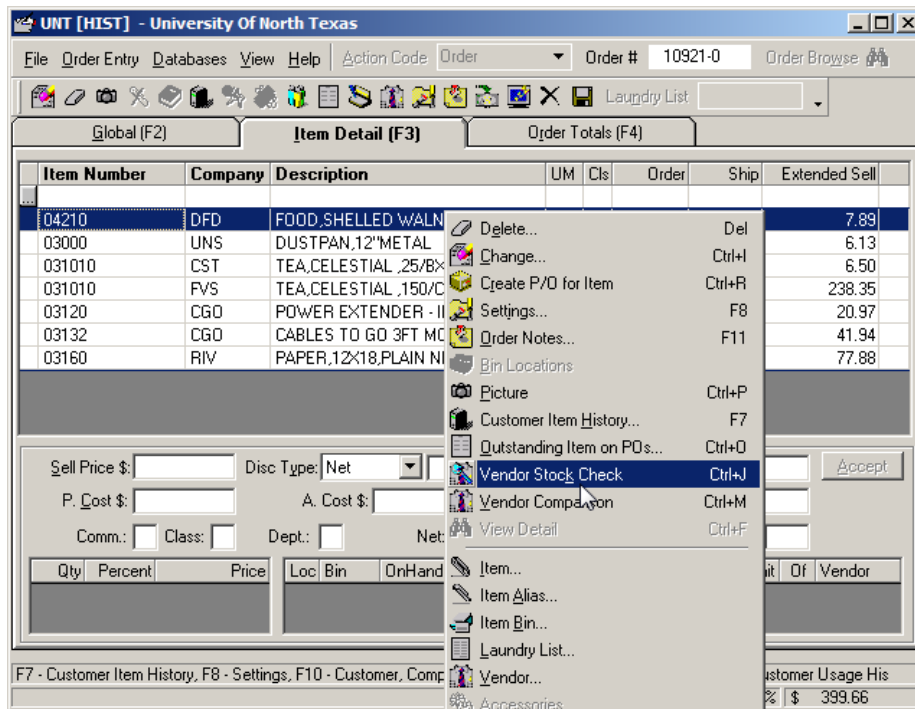 UNT [HIST] - University Of North Texas
File Order Entry Databases View Help Action Code Order Order # 10921-0 Order Browse
Laundry List
Global (F2) Item Detail (F3) Order Totals (F4)
Item Number Company Description UM Cls Order Ship Extended Sell
...
04210 DFD FOOD,SHELLED WALN 7.89
03000 UNS DUSTPAN,12"METAL 6.13
031010 CST TEA,CELESTIAL ,25/BX 6.50
031010 FVS TEA,CELESTIAL ,150/C 238.35
03120 CGO POWER EXTENDER - II 20.97
03132 CGO CABLES TO GO 3FT MO 41.94
03160 RIV PAPER,12X18,PLAIN NE 77.88
Delete... Del
Change... Ctrl+I
Create P/O for Item Ctrl+R
Settings... F8
Order Notes... F11
Bin Locations
Picture Ctrl+P
Customer Item History... F7
Outstanding Item on POs... Ctrl+O
Vendor Stock Check Ctrl+J
Vendor Comparison Ctrl+M
View Detail Ctrl+F
Item...
Item Alias...
Item Bin...
Laundry List...
Vendor...
Accessories
Sell Price $: Disc Type: Net Accept
P. Cost $: A. Cost $:
Comm.: Class: Dept.: Net:
Qty Percent Price Loc Bin OnHand it Of Vendor
F7 - Customer Item History, F8 - Settings, F10 - Customer, Comp ustomer Usage His
% $ 399.66